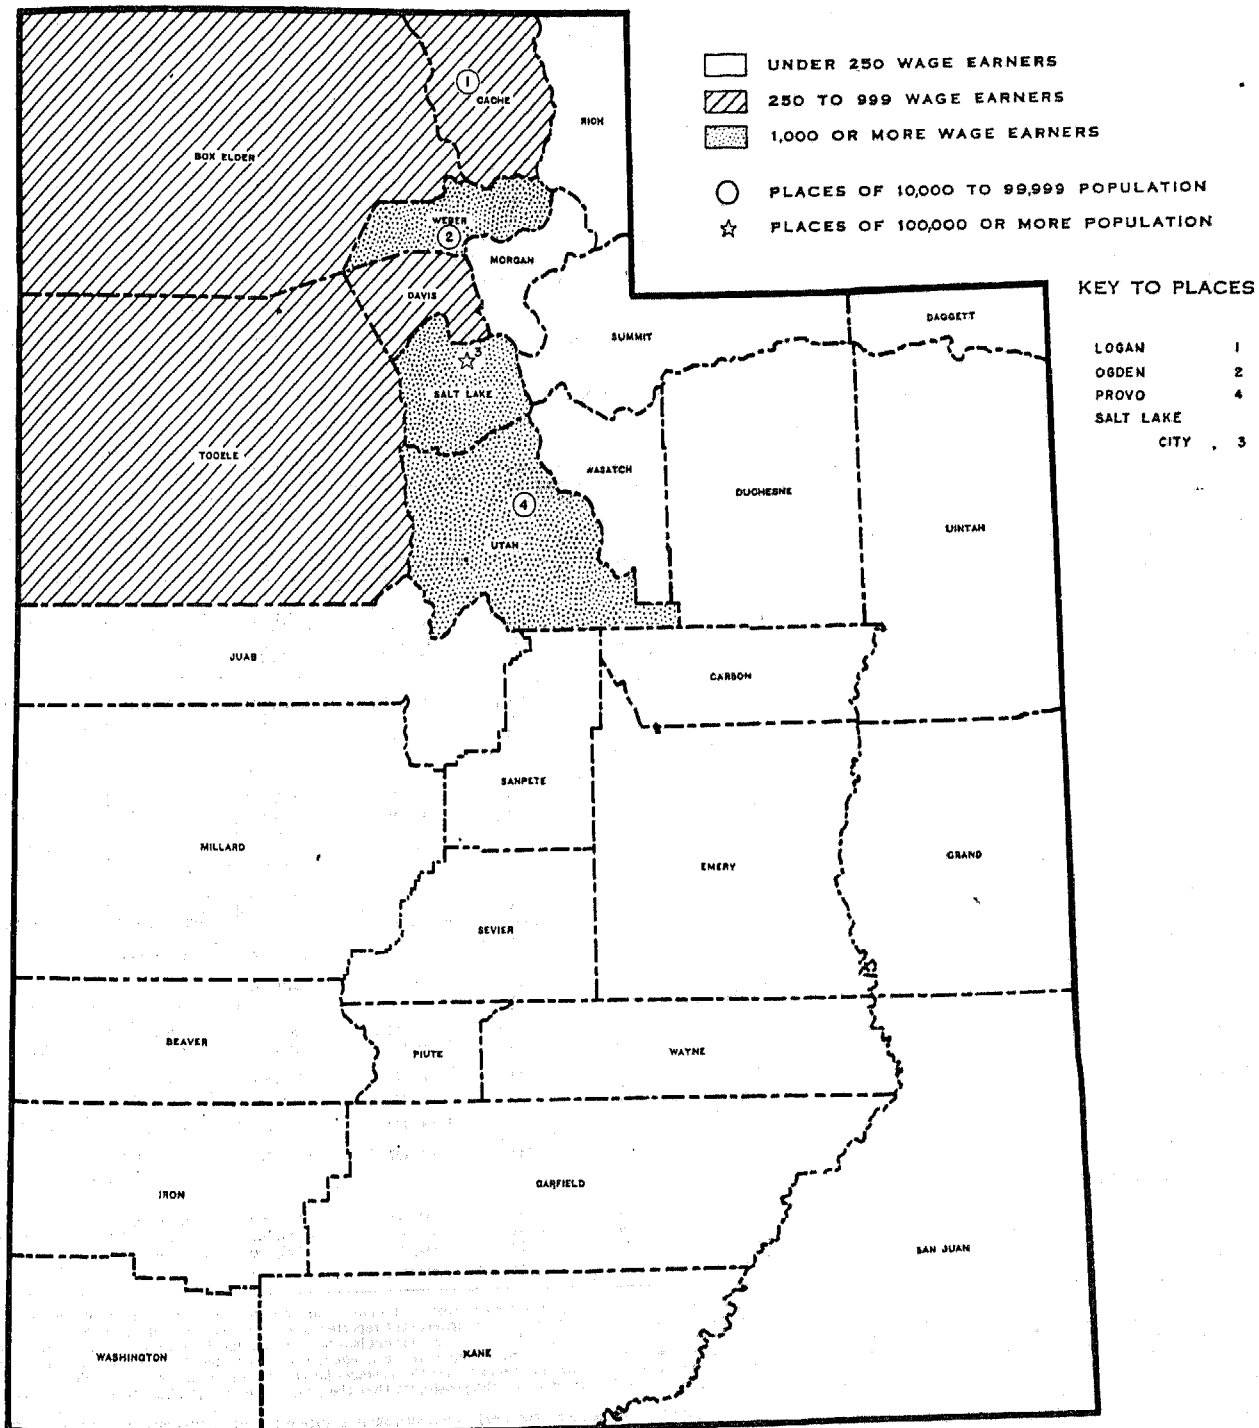 UNDER 250 WAGE EARNERS
250 TO 999 WAGE EARNERS
1,000 OR MORE WAGE EARNERS
PLACES OF 10,000 TO 99,999 POPULATION
PLACES OF 100,000 OR MORE POPULATION
KEY TO PLACES
LOGAN 1
OGDEN 2
PROVO 4
SALT LAKE
CITY 3
1
CACHE
RICH
BOX ELDER
WEBER
2
MORGAN
DAVIS
SUMMIT
DAGGETT
3
SALT LAKE
TOOELE
WASATCH
DUCHESNE
4
UINTAH
UTAH
JUAB
CARBON
SANPETE
MILLARD
EMERY
GRAND
SEVIER
BEAVER
PIUTE
WAYNE
IRON
GARFIELD
SAN JUAN
WASHINGTON
KANE